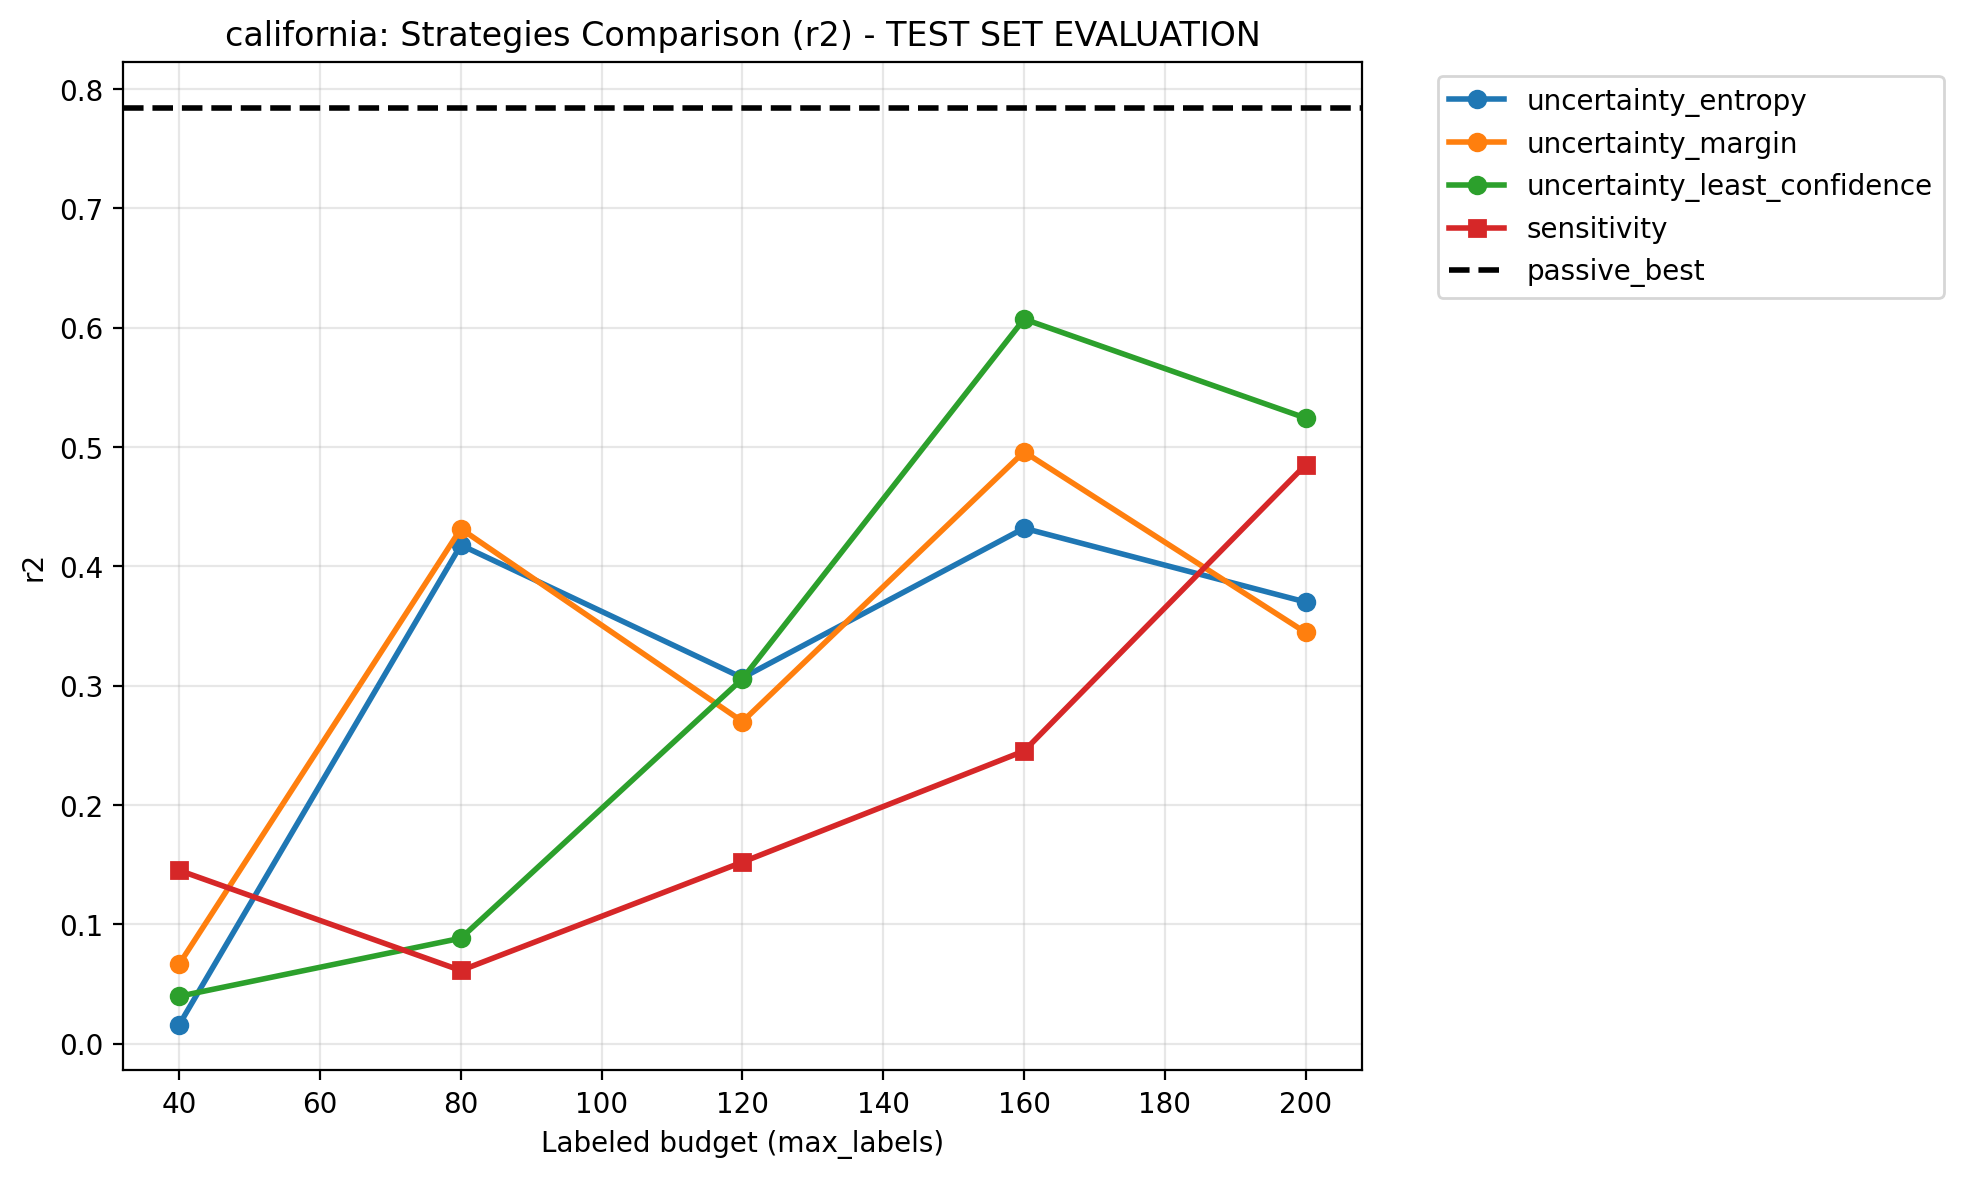 california: Strategies Comparison (r2) - TEST SET EVALUATION
uncertainty_entropy
uncertainty_margin
uncertainty_least_confidence
sensitivity
passive_best
r2
0.8
0.7
0.6
0.5
0.4
0.3
0.2
0.1
0.0
40 60 80 100 120 140 160 180 200
Labeled budget (max_labels)